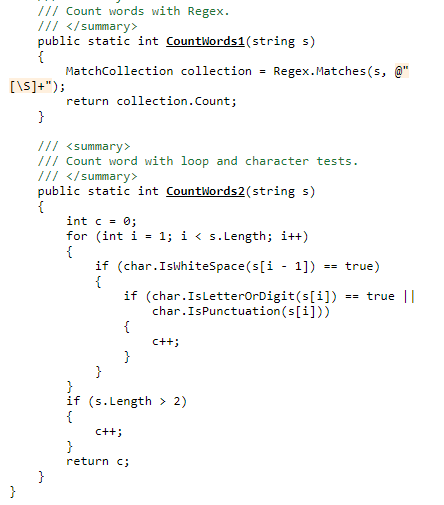 /// Count words with Regex.
/// </summary>
public static int CountWords1(string s)
{
MatchCollection collection = Regex.Matches(s, @"
[\S]+");
return collection.Count;
}
/// <summary>
/// Count word with loop and character tests.
/// </summary>
public static int CountWords2(string s)
{
int c = 0;
for (int i = 1; i < s.Length; i++)
{
if (char.IsWhiteSpace(s[i - 1]) == true)
{
if (char.IsLetterOrDigit(s[i]) == true ||
char.IsPunctuation(s[i]))
{
c++;
}
}
}
if (s.Length > 2)
{
c++;
}
return c;
}
}